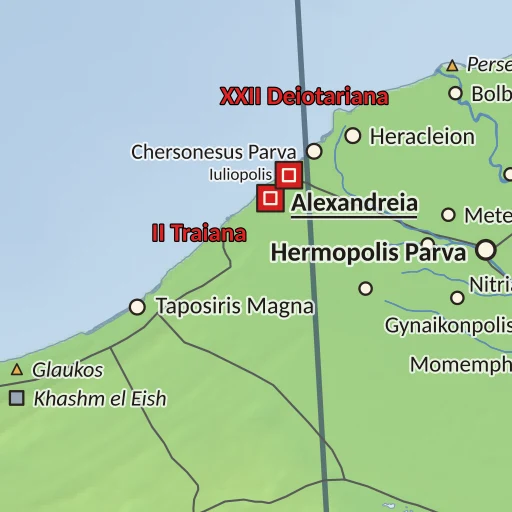 Perse
Bolb
XXII Deiotariana
Heracleion
Chersonesus Parva
Iuliopolis
Alexandreia
Mete
II Traiana
Hermopolis Parva
Nitri
Taposiris Magna
Gynaikonpolis
Momemph
Glaukos
Khashm el Eish